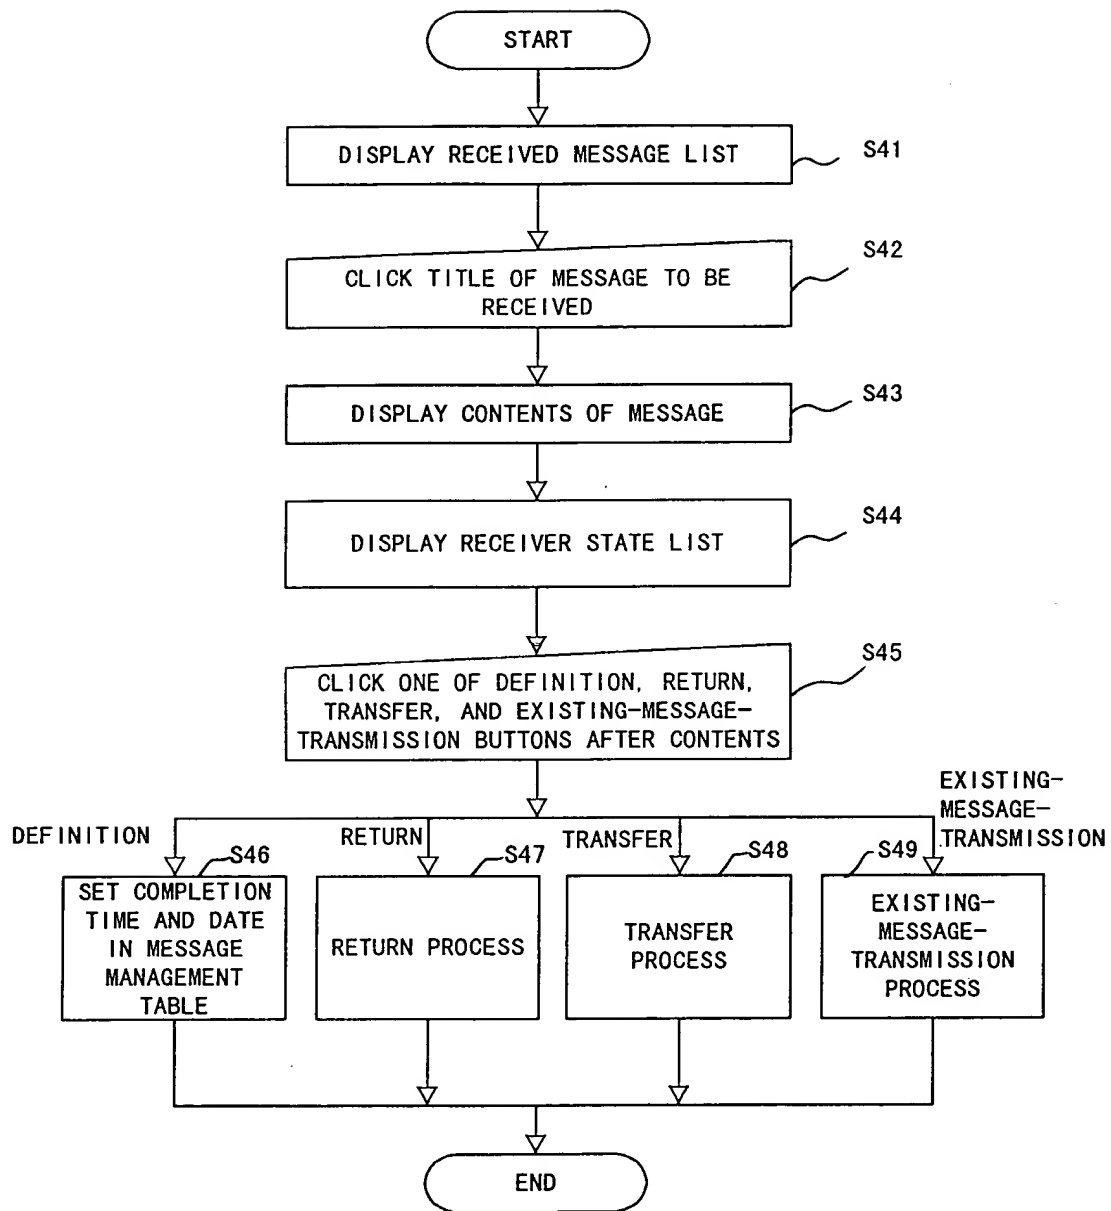 START
DISPLAY RECEIVED MESSAGE LIST
S41
S42
CLICK TITLE OF MESSAGE TO BE
RECEIVED
S43
DISPLAY CONTENTS OF MESSAGE
S44
DISPLAY RECEIVER STATE LIST
S45
CLICK ONE OF DEFINITION, RETURN,
TRANSFER, AND EXISTING-MESSAGE-
TRANSMISSION BUTTONS AFTER CONTENTS
DEFINITION
RETURN
TRANSFER
EXISTING-
MESSAGE-
TRANSMISSION
S46
SET COMPLETION
TIME AND DATE
IN MESSAGE
MANAGEMENT
TABLE
S47
RETURN PROCESS
S48
TRANSFER
PROCESS
S49
EXISTING-
MESSAGE-
TRANSMISSION
PROCESS
END